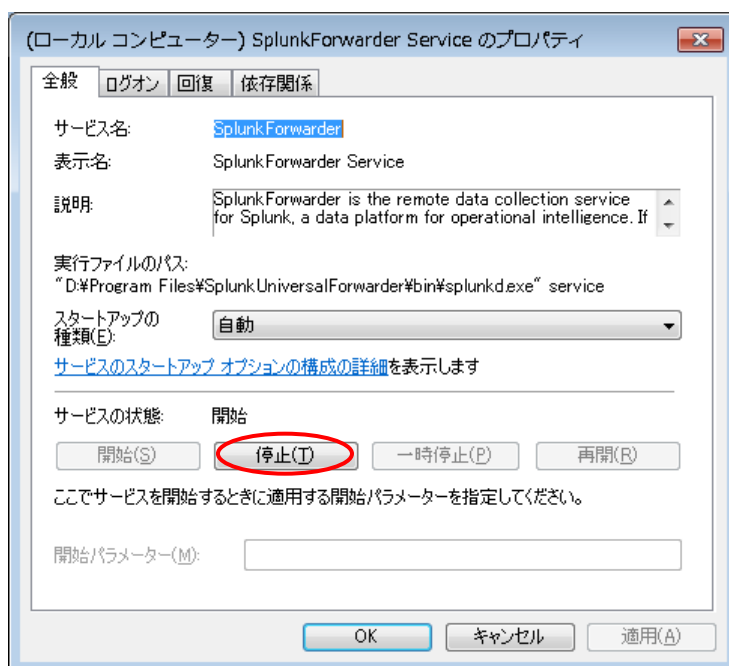 (ローカル コンピューター) SplunkForwarder Service のプロパティ
全般 ログオン 回復 依存関係
サービス名: SplunkForwarder
表示名: SplunkForwarder Service
説明: SplunkForwarder is the remote data collection service
for Splunk, a data platform for operational intelligence. If
実行ファイルのパス:
"D:¥Program Files¥SplunkUniversalForwarder¥bin¥splunkd.exe" service
スタートアップの
種類(E): 自動
サービスのスタートアップ オプションの構成の詳細を表示します
サービスの状態: 開始
開始(S) 停止(T) 一時停止(P) 再開(R)
ここでサービスを開始するときに適用する開始パラメーターを指定してください。
開始パラメーター(M):
OK キャンセル 適用(A)